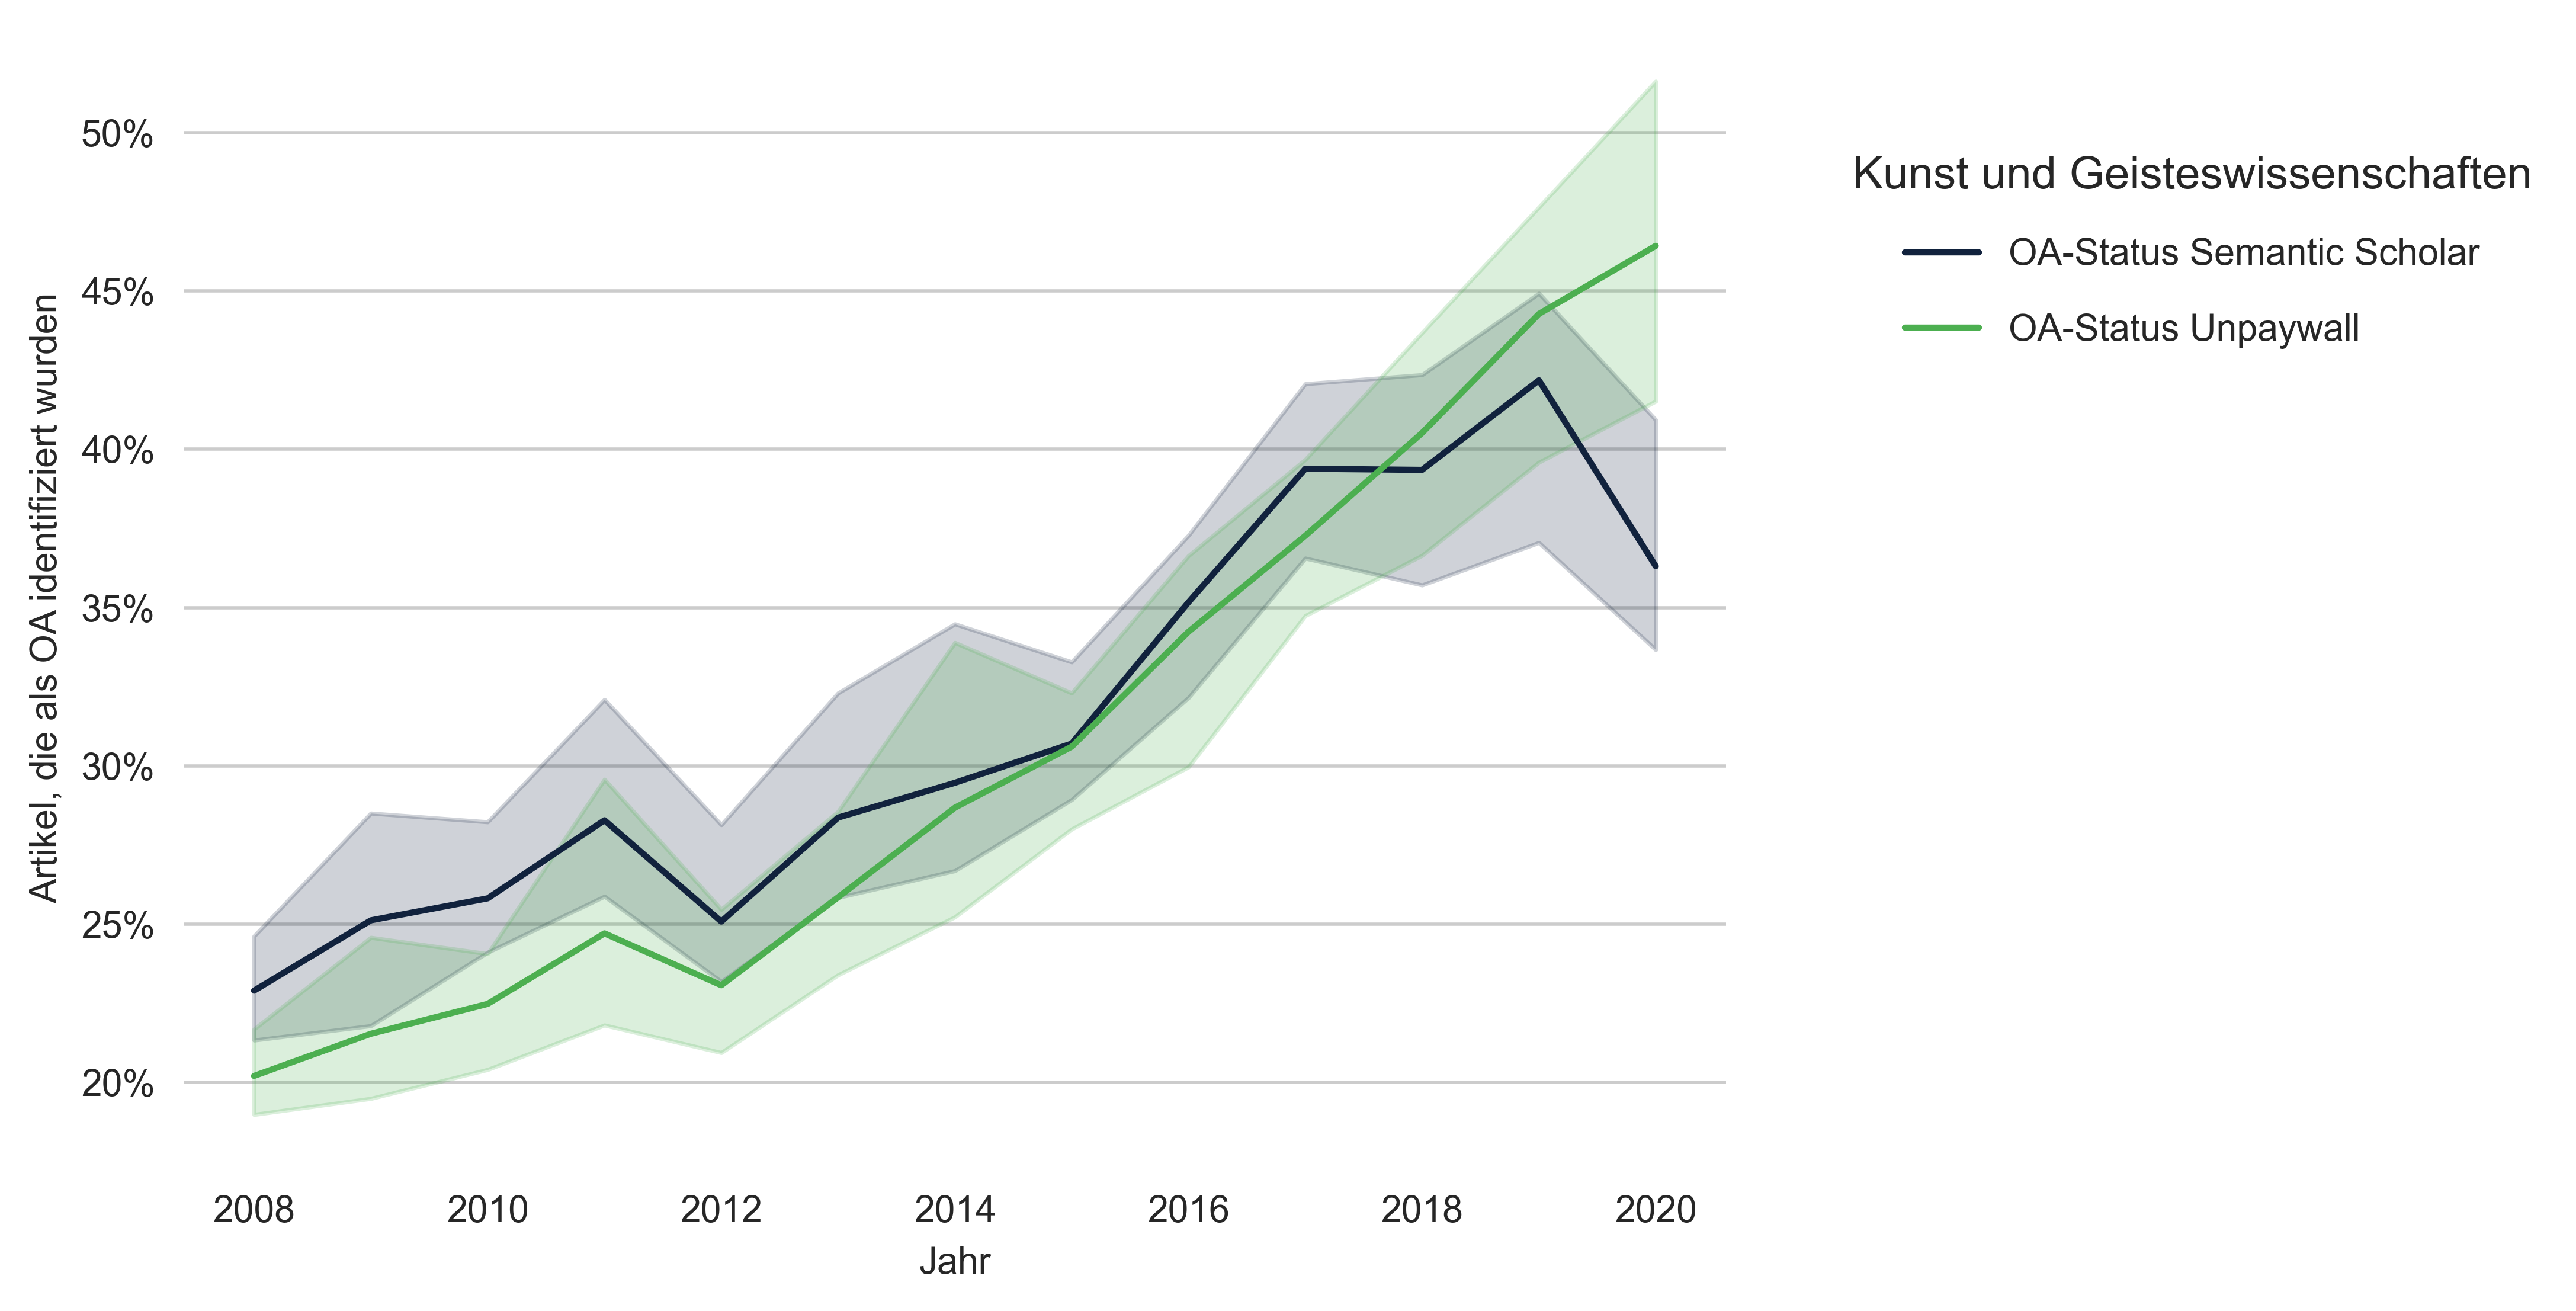 50%
45%
40%
35%
30%
25%
20%
Artikel, die als OA identifiziert wurden
2008 2010 2012 2014 2016 2018 2020
Jahr
Kunst und Geisteswissenschaften
OA-Status Semantic Scholar
OA-Status Unpaywall